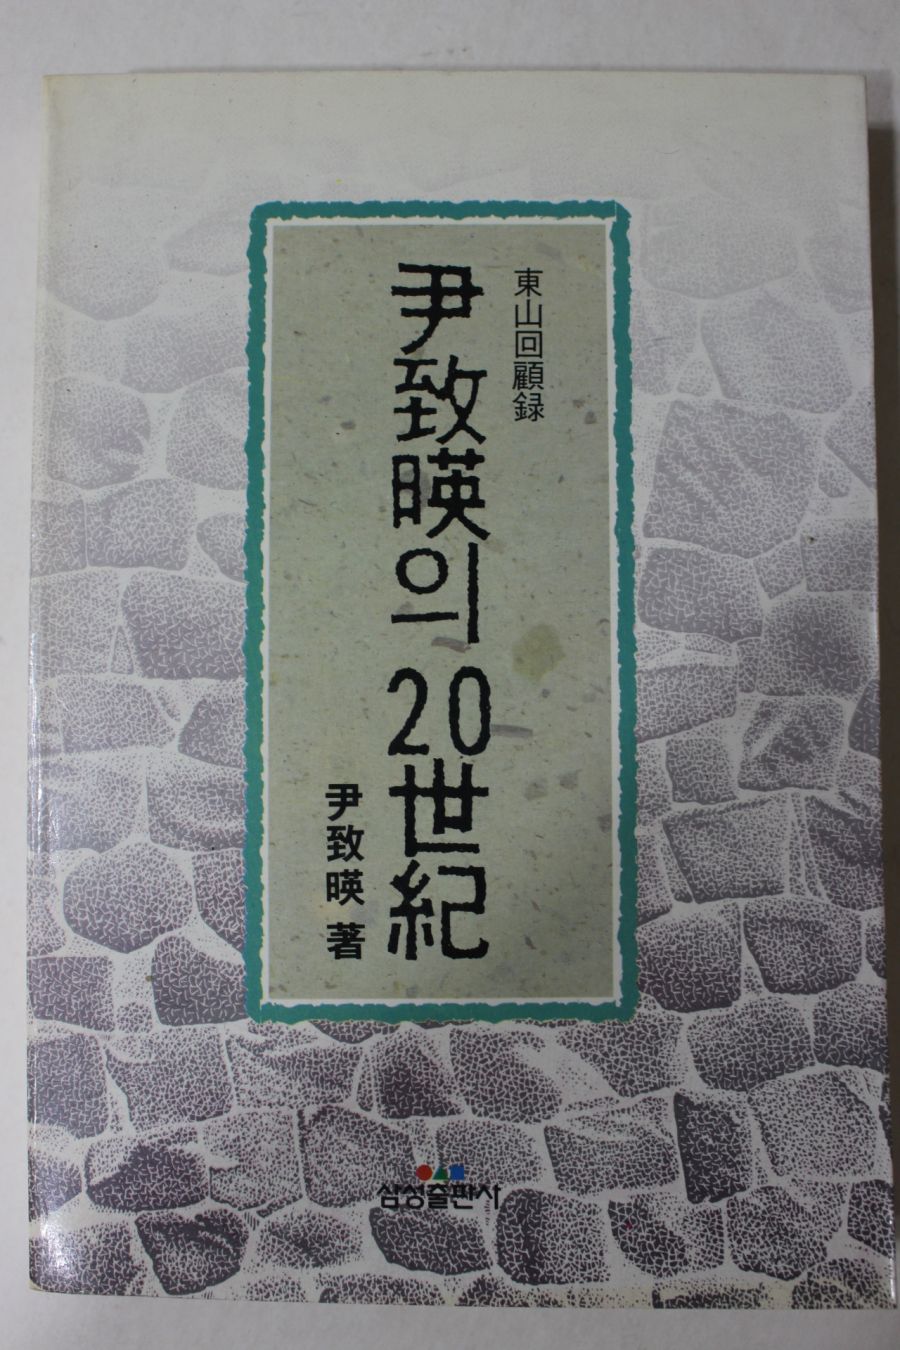 東山回顧録
尹致暎의 20世紀
尹致暎 著
삼성출판사